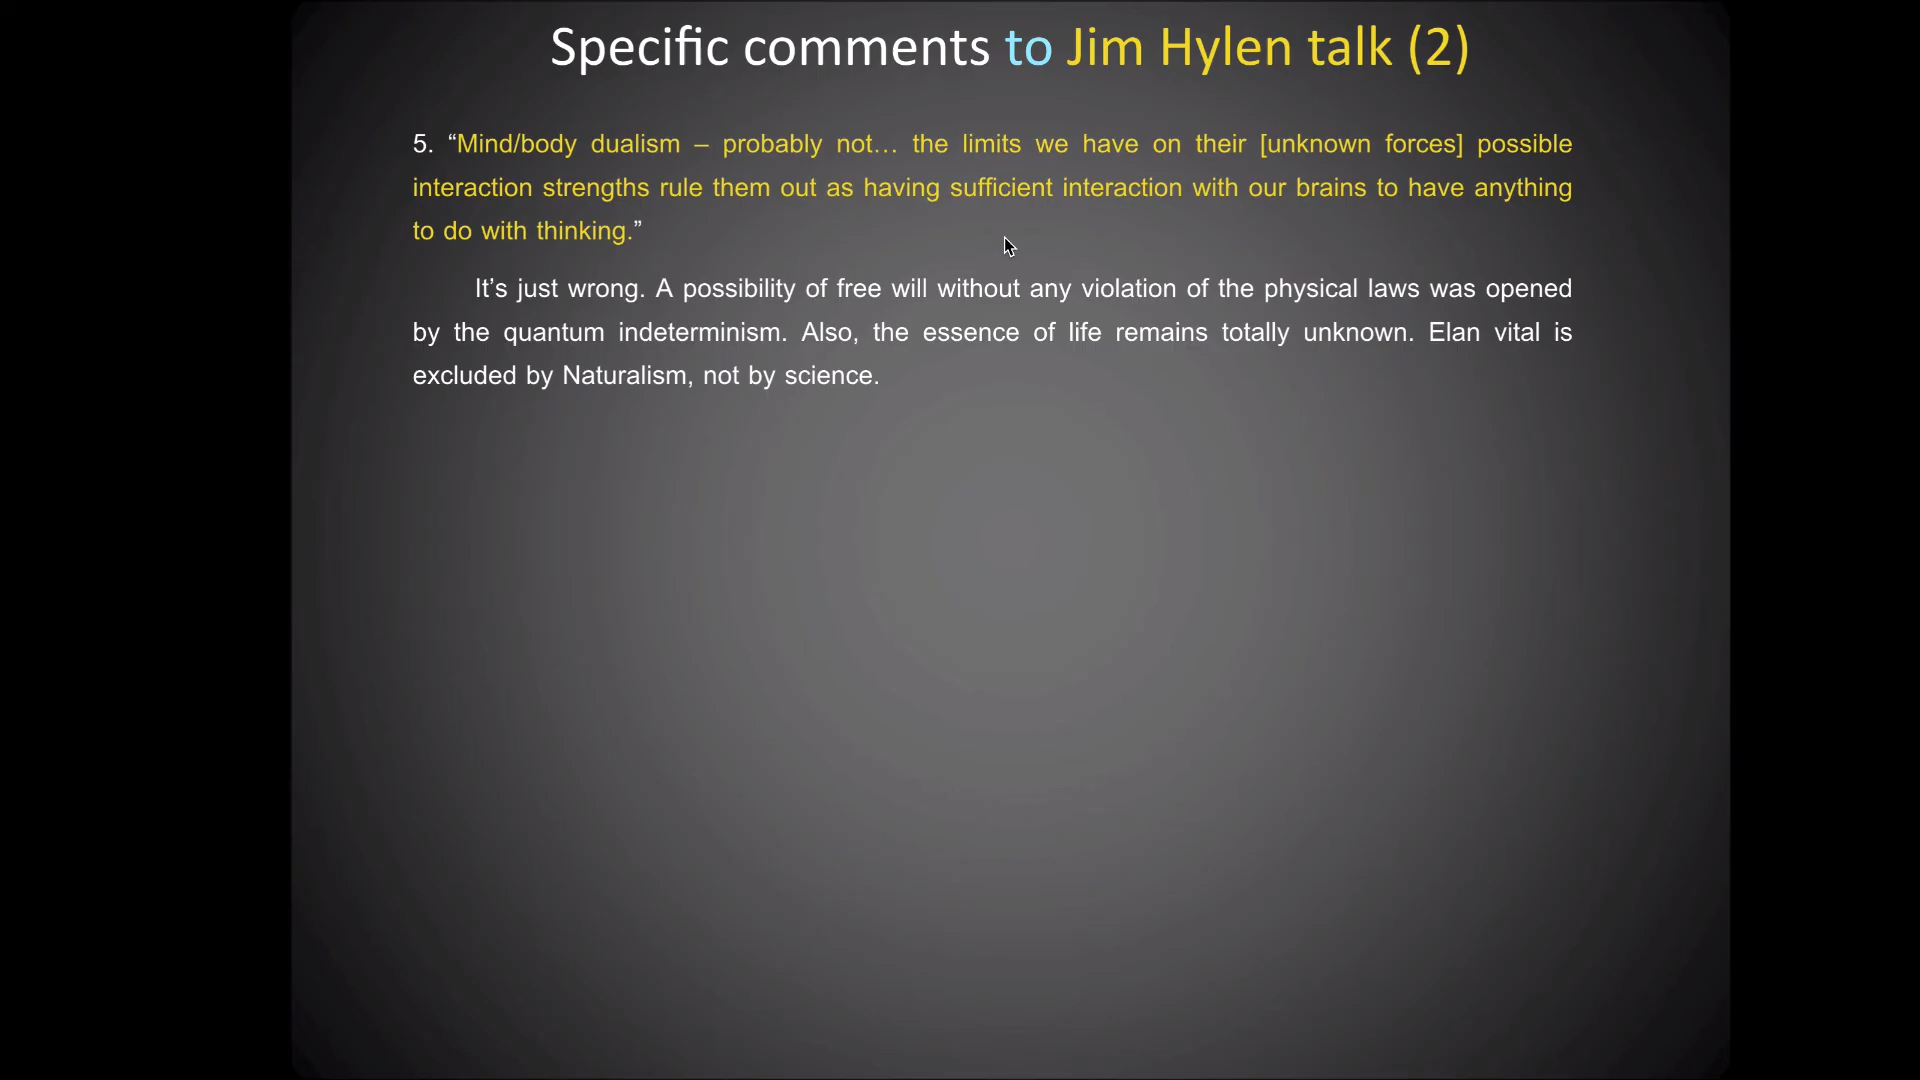 Specific comments to Jim Hylen talk (2)
5. “Mind/body dualism – probably not… the limits we have on their [unknown forces] possible
interaction strengths rule them out as having sufficient interaction with our brains to have anything
to do with thinking.”
It’s just wrong. A possibility of free will without any violation of the physical laws was opened
by the quantum indeterminism. Also, the essence of life remains totally unknown. Elan vital is
excluded by Naturalism, not by science.